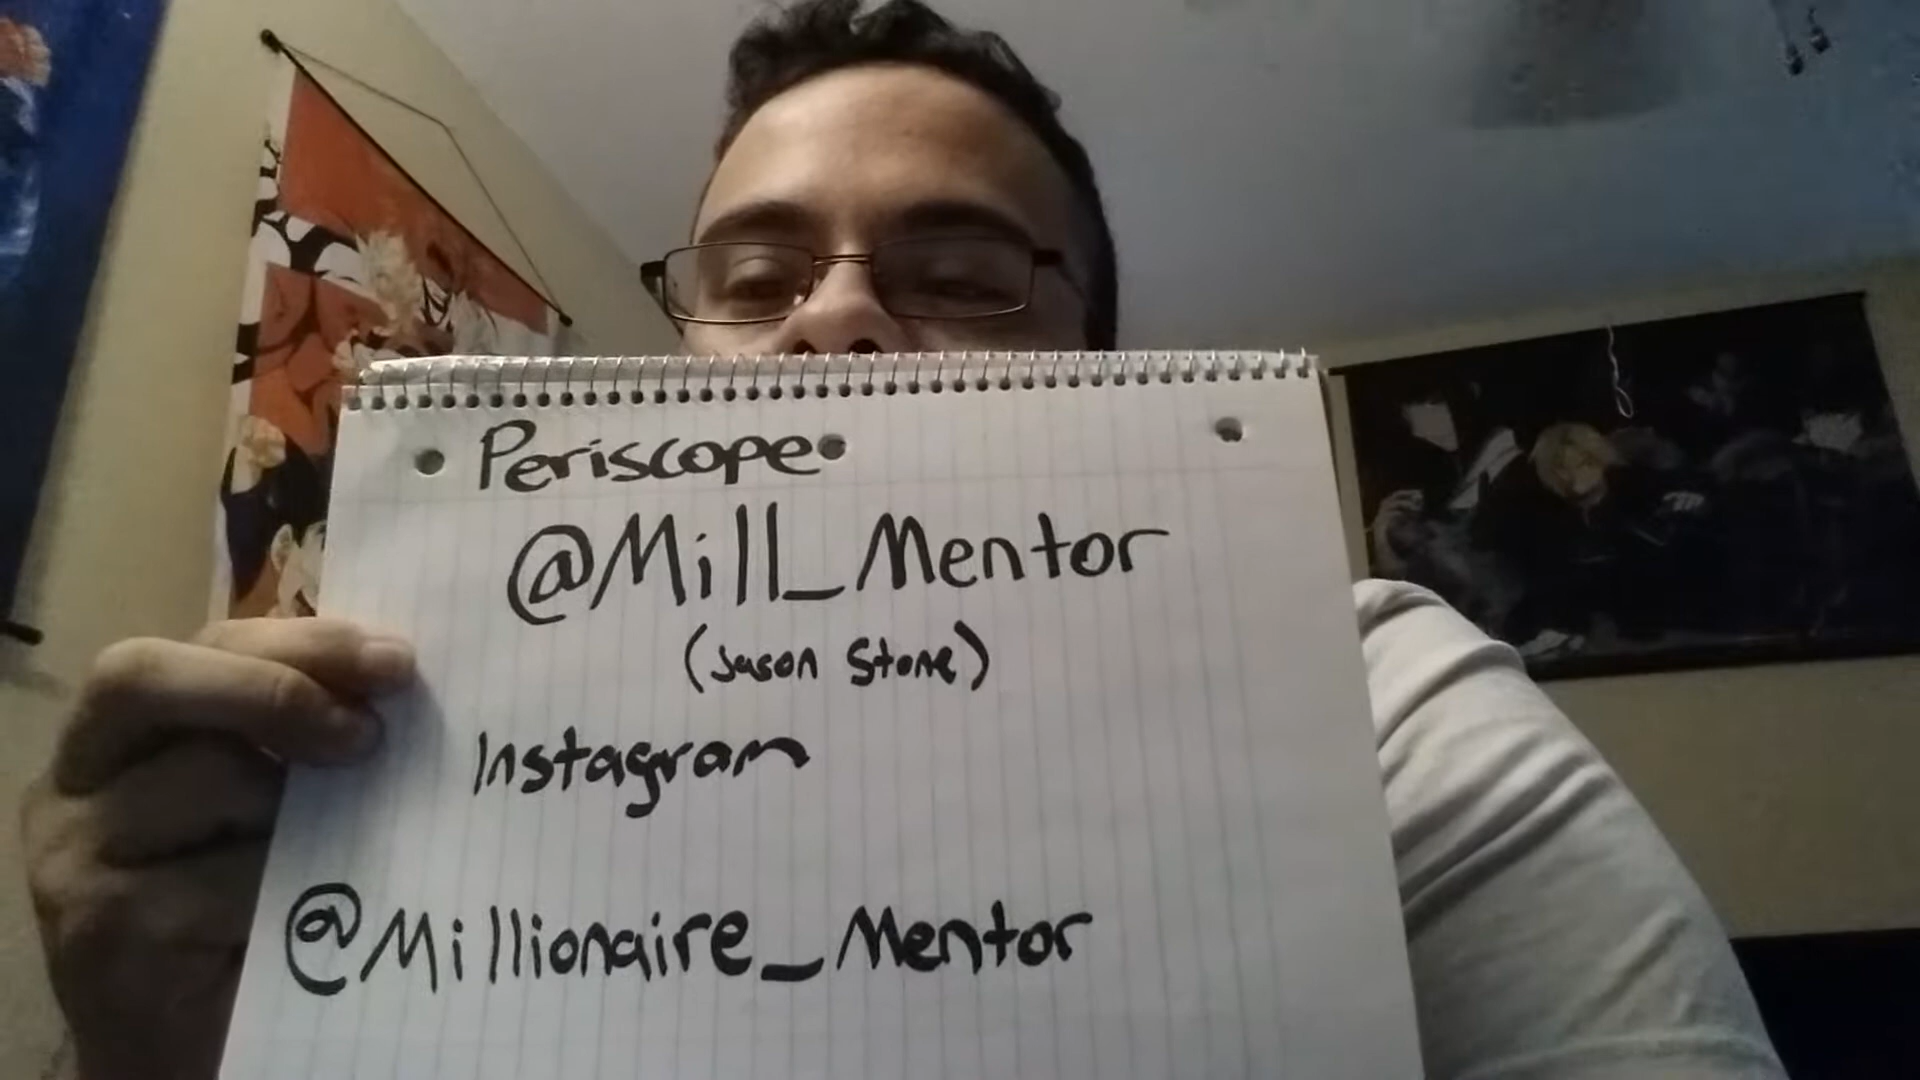 Periscope
@Mill_Mentor
(Jason Stone)
Instagram
@Millionaire_Mentor